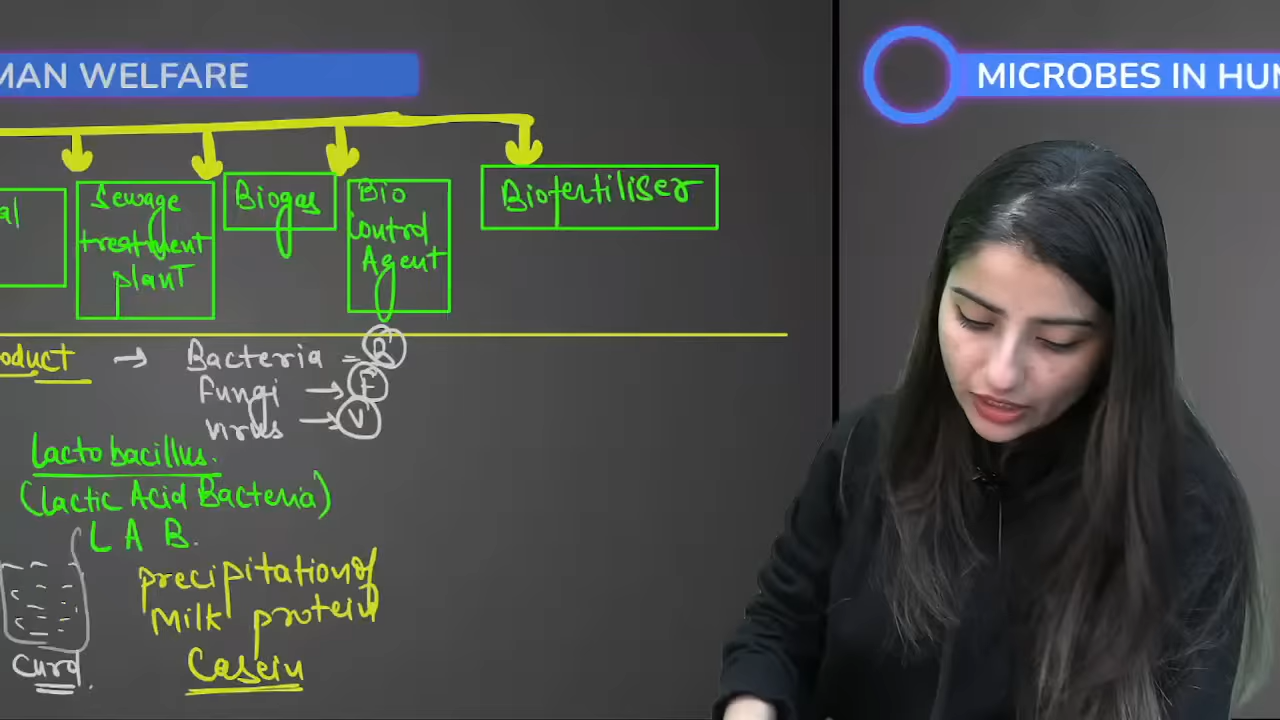 MAN WELFARE
MICROBES IN HUM
al
Sewage treatment plant
Biogas
Bio Control Agent
Biofertiliser
oduct → Bacteria = B
Fungi → F
Virus → V
Lactobacillus.
(Lactic Acid Bacteria)
L A B.
precipitation of
Milk protein
Casein
Curd.